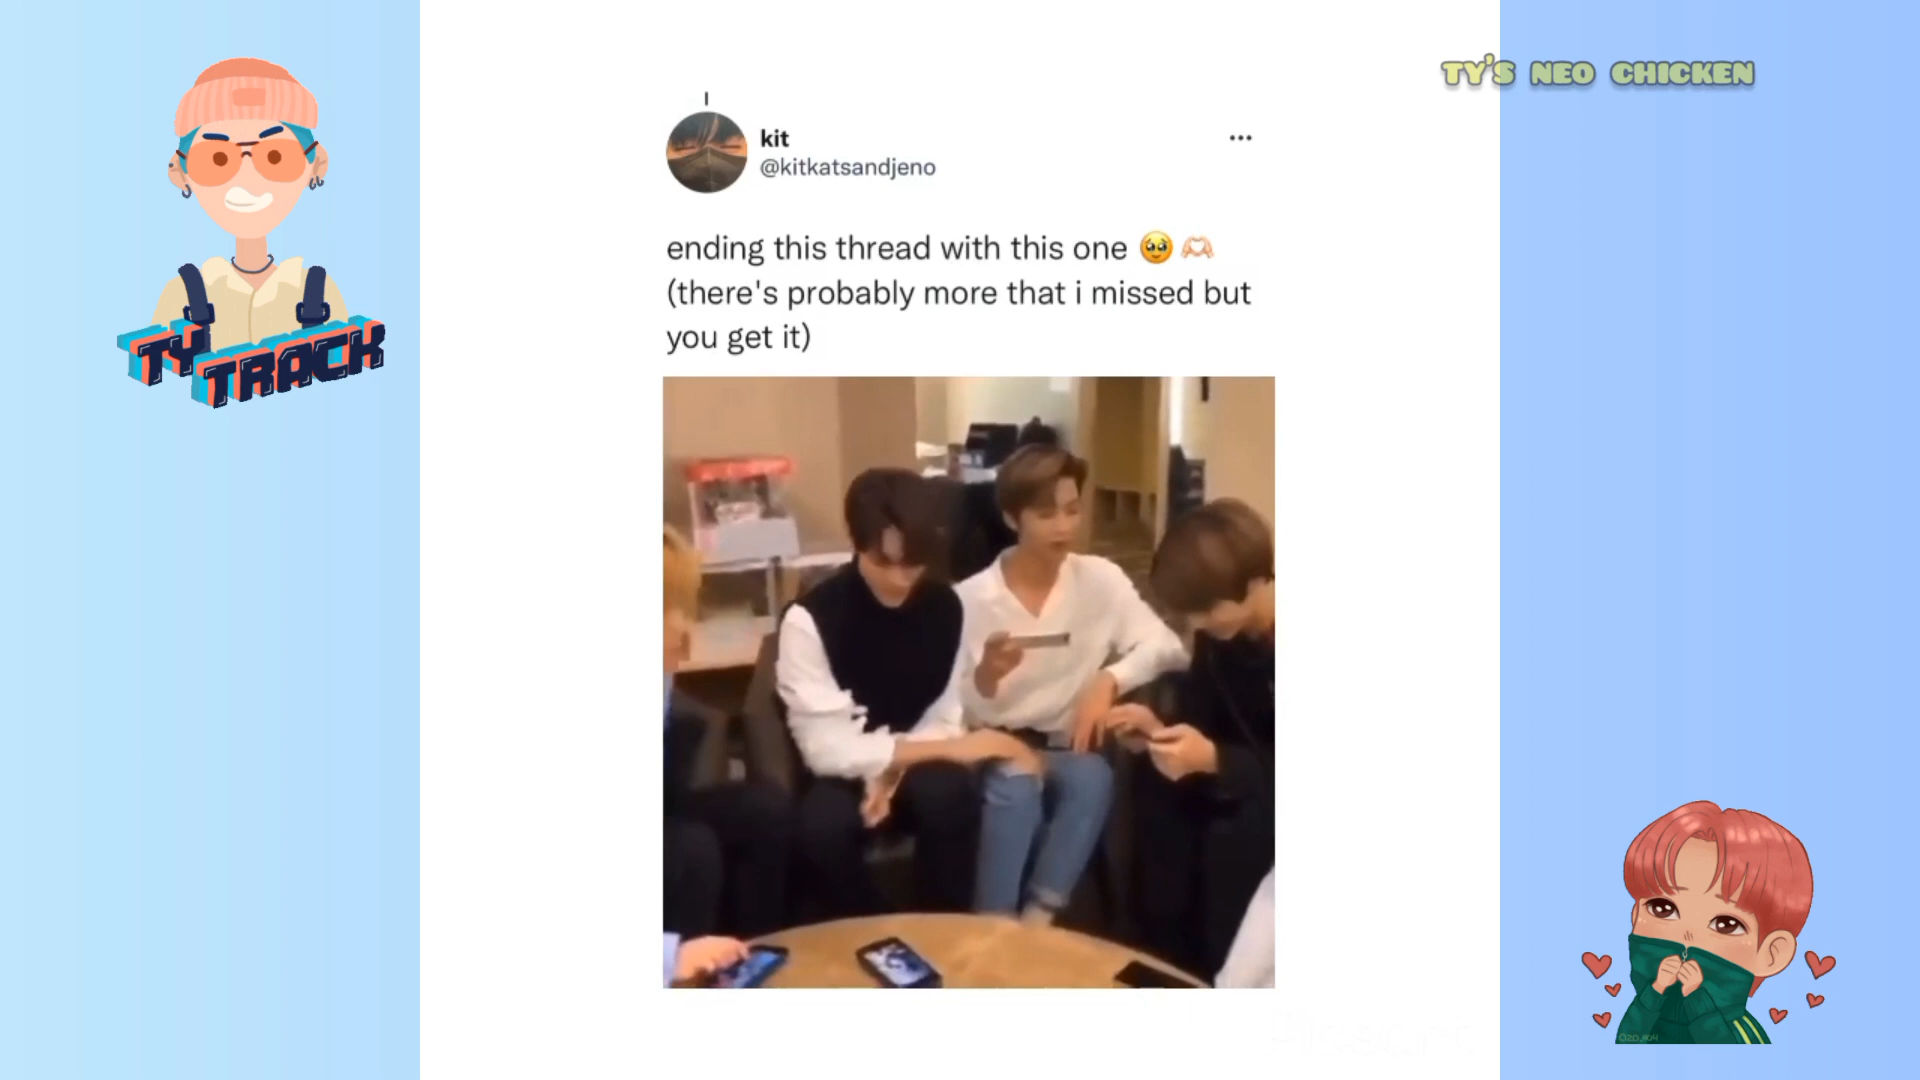 TY'S NEO CHICKEN
kit
@kitkatsandjeno
ending this thread with this one 🥹🫶🏻
(there's probably more that i missed but
you get it)
TY
TRACK